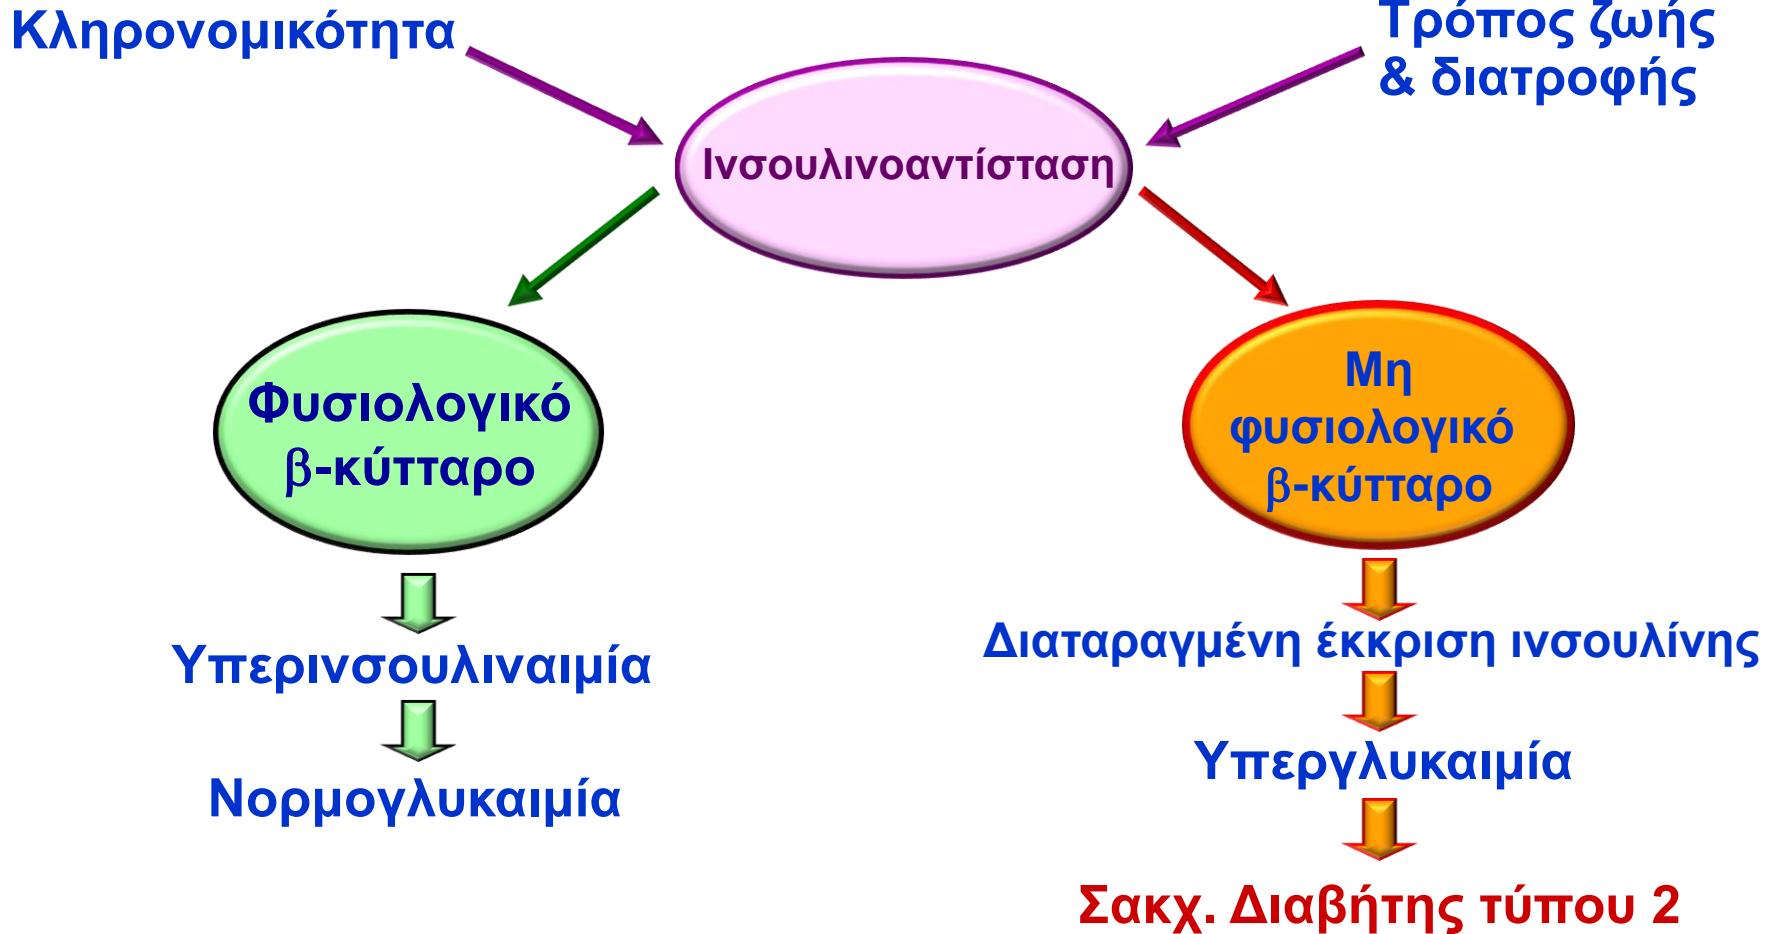 Κληρονομικότητα
Τρόπος ζωής
& διατροφής
Ινσουλινοαντίσταση
Φυσιολογικό
β-κύτταρο
Μη
φυσιολογικό
β-κύτταρο
Υπερινσουλιναιμία
Νορμογλυκαιμία
Διαταραγμένη έκκριση ινσουλίνης
Υπεργλυκαιμία
Σακχ. Διαβήτης τύπου 2